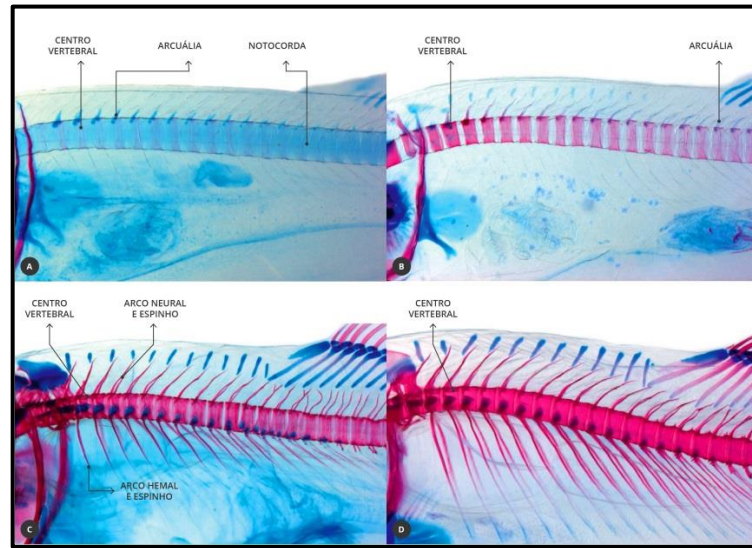 CENTRO
VERTEBRAL
ARCUÁLIA
NOTOCORDA
A
CENTRO
VERTEBRAL
ARCUÁLIA
B
CENTRO
VERTEBRAL
ARCO NEURAL
E ESPINHO
ARCO HEMAL
E ESPINHO
C
CENTRO
VERTEBRAL
D